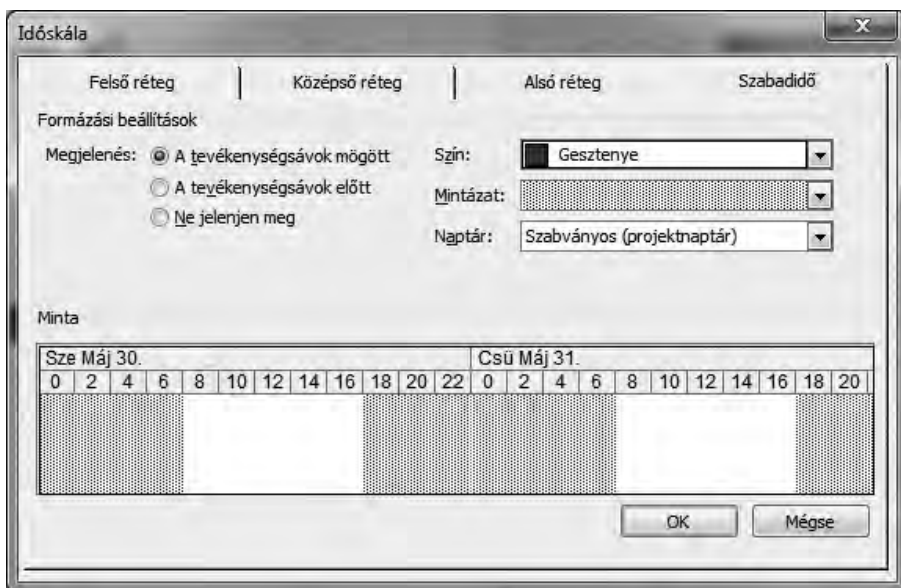 Időskála
Felső réteg Középső réteg Alsó réteg Szabadidő
Formázási beállítások
Megjelenés: A tevékenységsávok mögött
A tevékenységsávok előtt
Ne jelenjen meg
Szín: Gesztenye
Mintázat:
Naptár: Szabványos (projektnaptár)
Minta
Sze Máj 30. Csü Máj 31.
0 2 4 6 8 10 12 14 16 18 20 22 0 2 4 6 8 10 12 14 16 18 20
OK Mégse